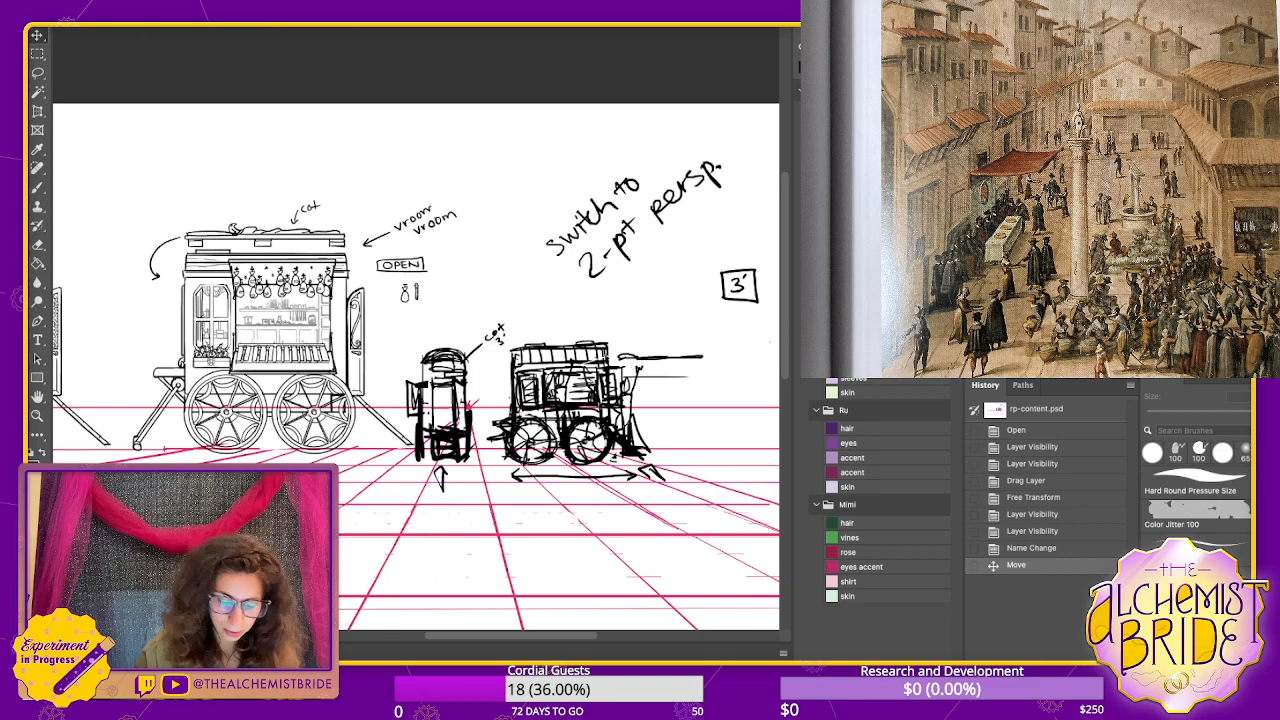 cat
vroom
vroom
OPEN
switch to
2-pt persp.
3'
cat
3'
sleeves
skin
Ru
hair
eyes
accent
accent
skin
Mimi
hair
vines
rose
eyes accent
shirt
skin
History
Paths
rp-content.psd
Open
Layer Visibility
Layer Visibility
Drag Layer
Free Transform
Layer Visibility
Layer Visibility
Name Change
Move
Size:
Search Brushes
100
100
65
Hard Round Pressure Size
Color Jitter 100
THE
ALCHEMIST
BRIDE
Experiment
in Progress
@THEALCHEMISTBRIDE
Cordial Guests
18 (36.00%)
0
72 DAYS TO GO
50
Research and Development
$0 (0.00%)
$0
$250